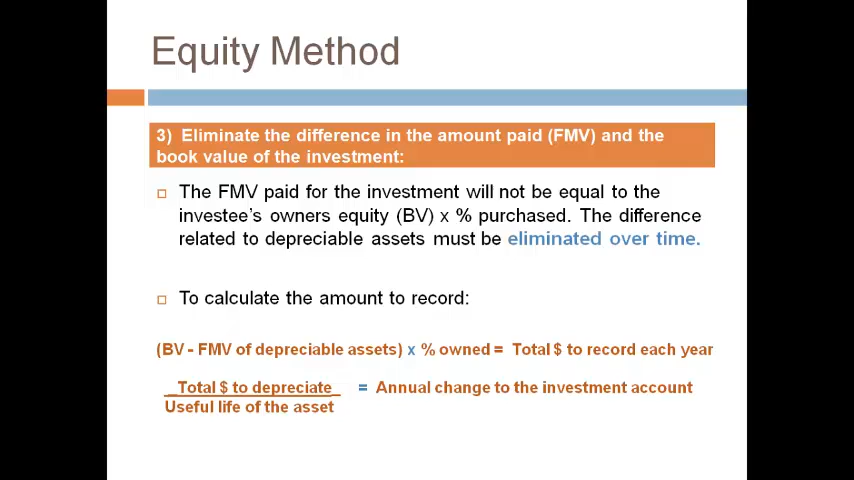 Equity Method
3) Eliminate the difference in the amount paid (FMV) and the
book value of the investment:
The FMV paid for the investment will not be equal to the
investee's owners equity (BV) x % purchased. The difference
related to depreciable assets must be eliminated over time.
To calculate the amount to record:
(BV - FMV of depreciable assets) x % owned = Total $ to record each year
_Total $ to depreciate_ = Annual change to the investment account
Useful life of the asset